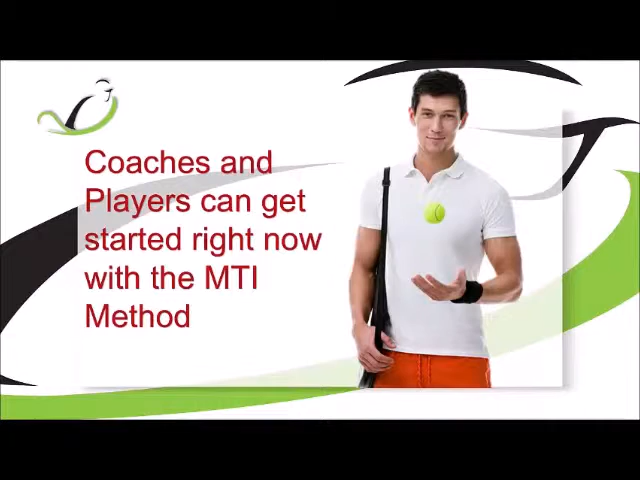 Coaches and
Players can get
started right now
with the MTI
Method